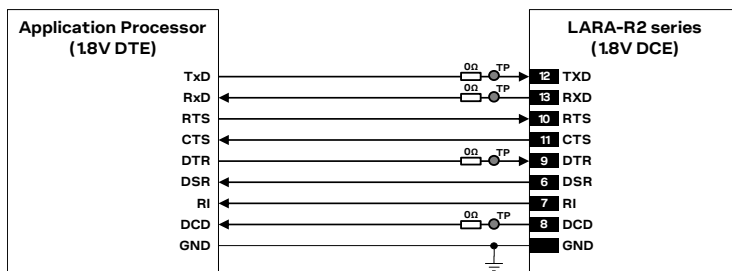 Application Processor
(1.8V DTE)
LARA-R2 series
(1.8V DCE)
TxD 0Ω TP 12 TXD
RxD 0Ω TP 13 RXD
RTS 10 RTS
CTS 11 CTS
DTR 0Ω TP 9 DTR
DSR 6 DSR
RI 7 RI
DCD 0Ω TP 8 DCD
GND GND